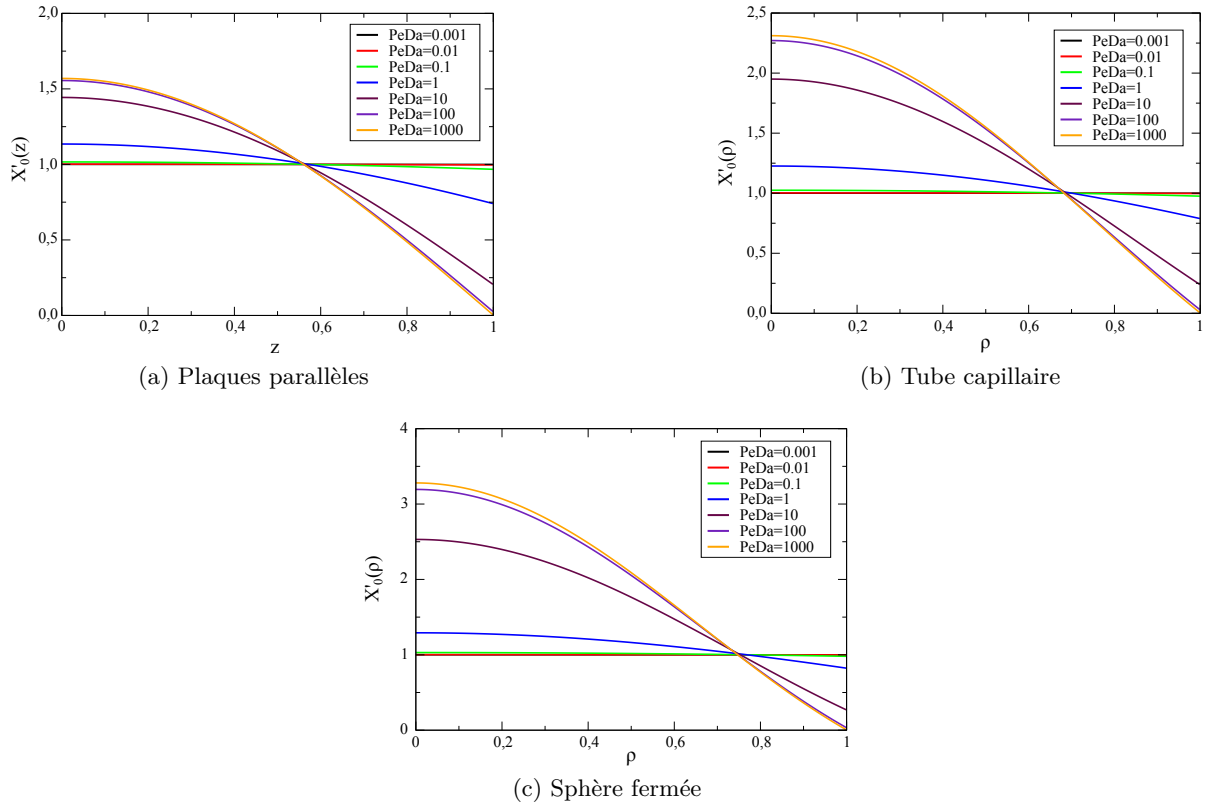 2,0
1,5
1,0
0,5
0,0
X'₀(z)
PeDa=0.001
PeDa=0.01
PeDa=0.1
PeDa=1
PeDa=10
PeDa=100
PeDa=1000
0 0,2 0,4 0,6 0,8 1
z
(a) Plaques parallèles
2,5
2,0
1,5
1,0
0,5
0,0
X'₀(ρ)
PeDa=0.001
PeDa=0.01
PeDa=0.1
PeDa=1
PeDa=10
PeDa=100
PeDa=1000
0 0,2 0,4 0,6 0,8 1
ρ
(b) Tube capillaire
4
3
2
1
0
X'₀(ρ)
PeDa=0.001
PeDa=0.01
PeDa=0.1
PeDa=1
PeDa=10
PeDa=100
PeDa=1000
0 0,2 0,4 0,6 0,8 1
ρ
(c) Sphère fermée